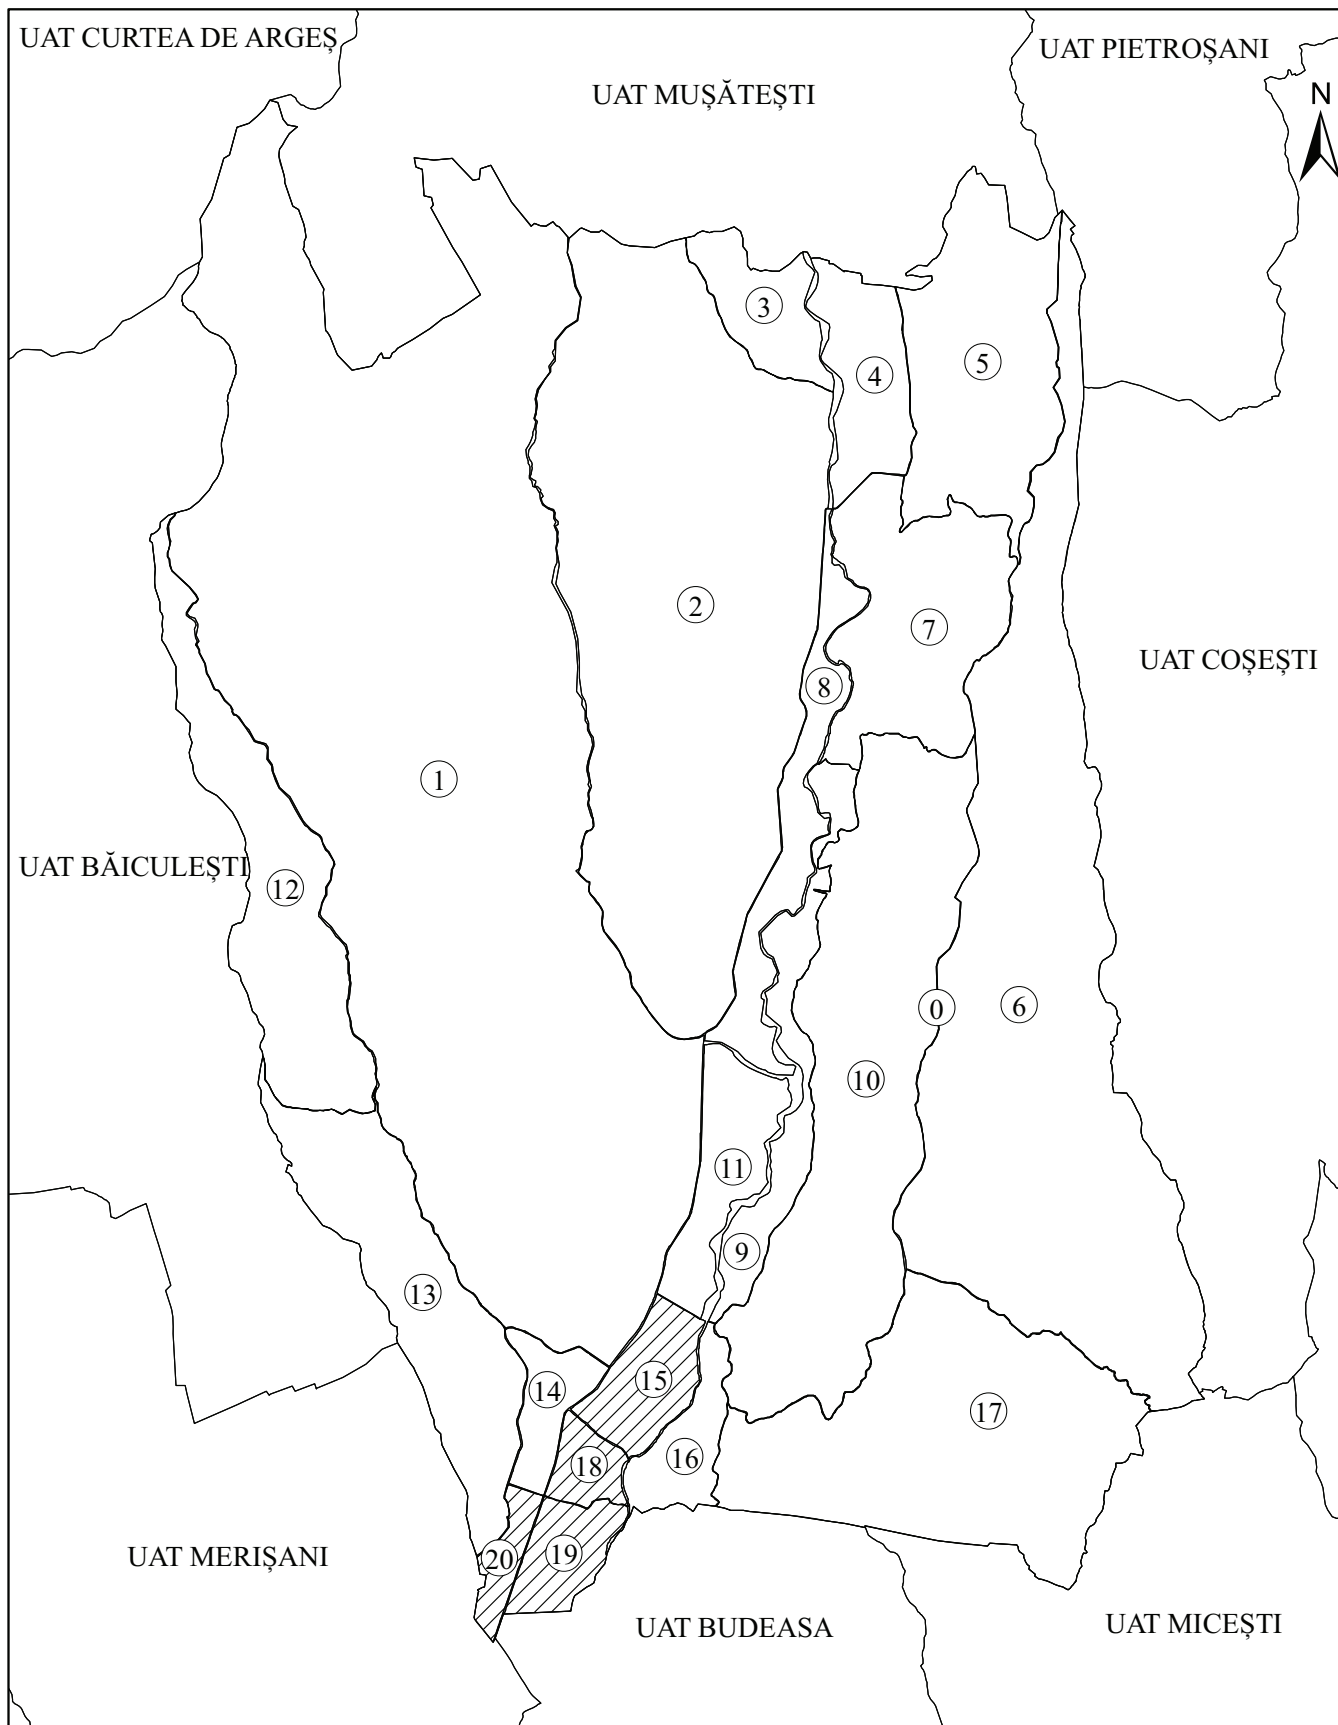 UAT CURTEA DE ARGEȘ
UAT PIETROȘANI
UAT MUȘĂTEȘTI
N
3
4
5
2
7
UAT COȘEȘTI
8
1
UAT BĂICULEȘTI
12
0
6
10
11
9
13
15
14
17
16
18
19
20
UAT MERIȘANI
UAT BUDEASA
UAT MICEȘTI